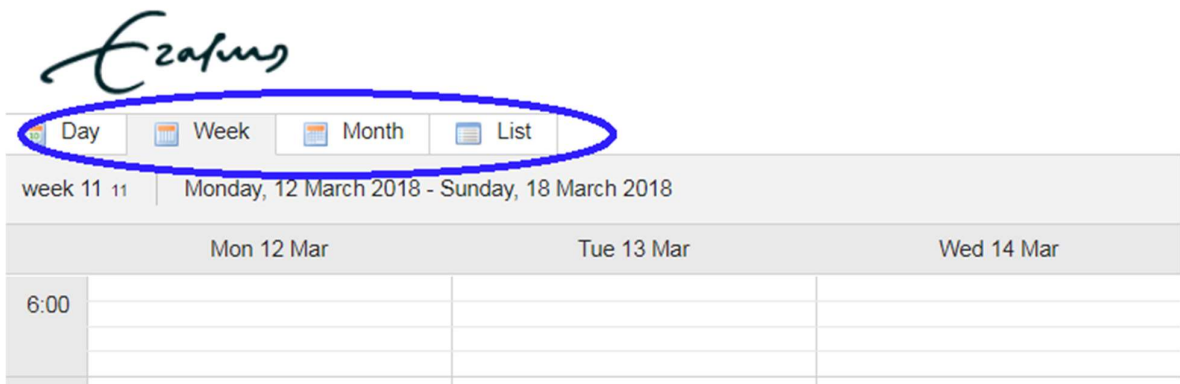 Erasmus
Day Week Month List
week 11 11 Monday, 12 March 2018 - Sunday, 18 March 2018
Mon 12 Mar Tue 13 Mar Wed 14 Mar
6:00